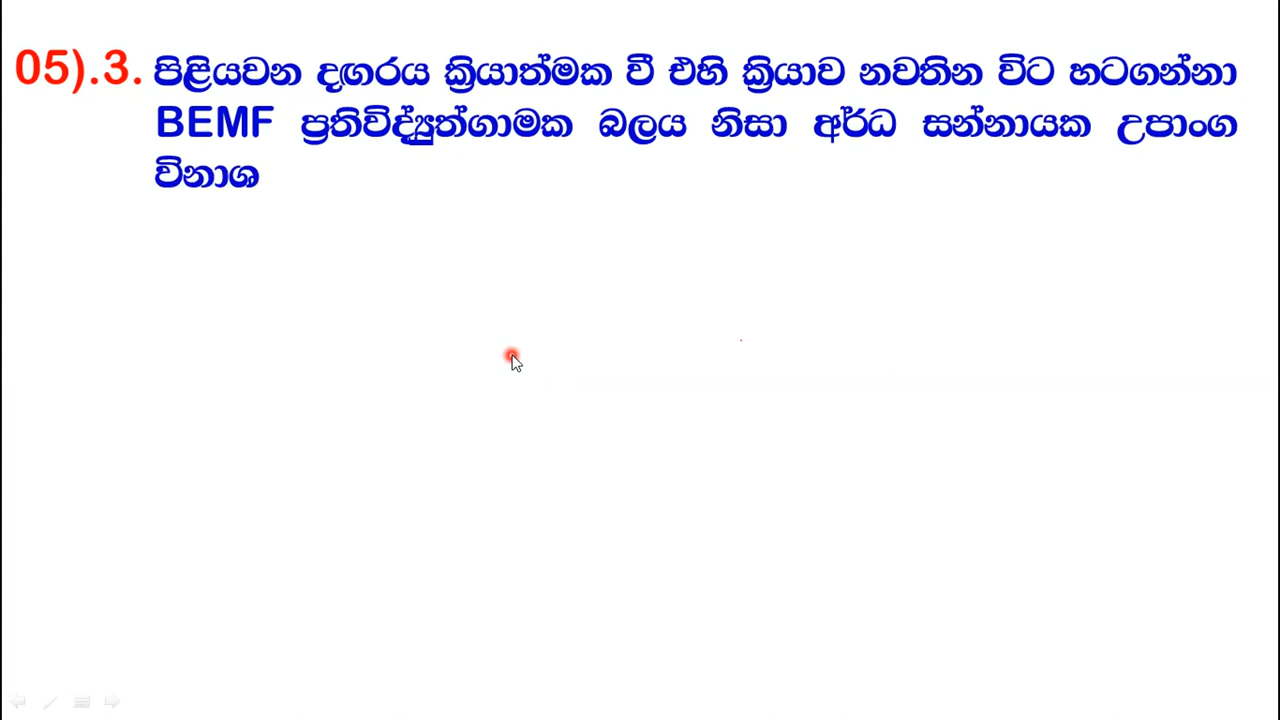 05).3. පිළියවන දඟරය ක්‍රියාත්මක වී එහි ක්‍රියාව නවතින විට හටගන්නා
BEMF ප්‍රතිවිද්‍යුත්ගාමක බලය නිසා අර්ධ සන්නායක උපාංග
විනාශ